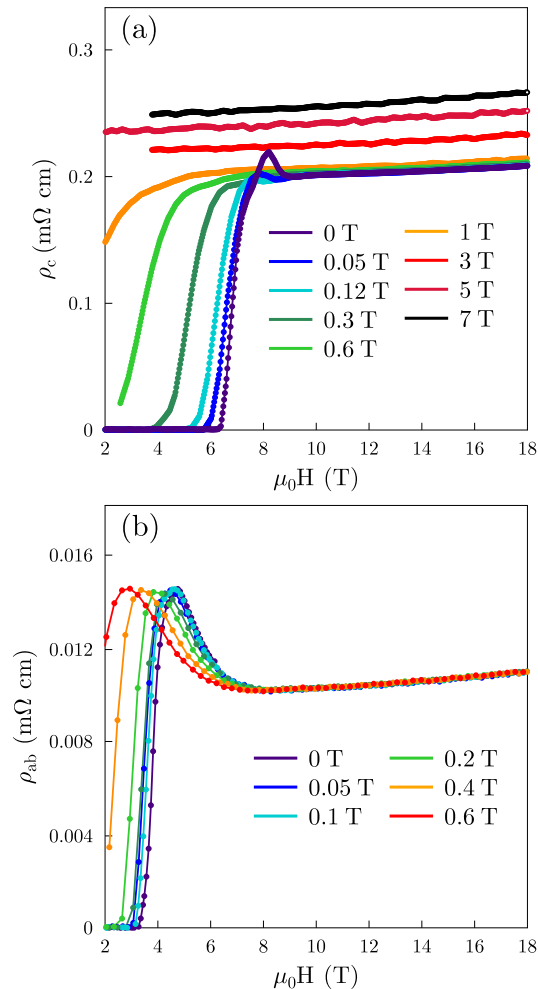 (a)
0.3
0.2
0.1
0
ρc (mΩ cm)
0 T
0.05 T
0.12 T
0.3 T
0.6 T
1 T
3 T
5 T
7 T
2 4 6 8 10 12 14 16 18
μ0H (T)
(b)
0.016
0.012
0.008
0.004
0
ρab (mΩ cm)
0 T
0.05 T
0.1 T
0.2 T
0.4 T
0.6 T
2 4 6 8 10 12 14 16 18
μ0H (T)